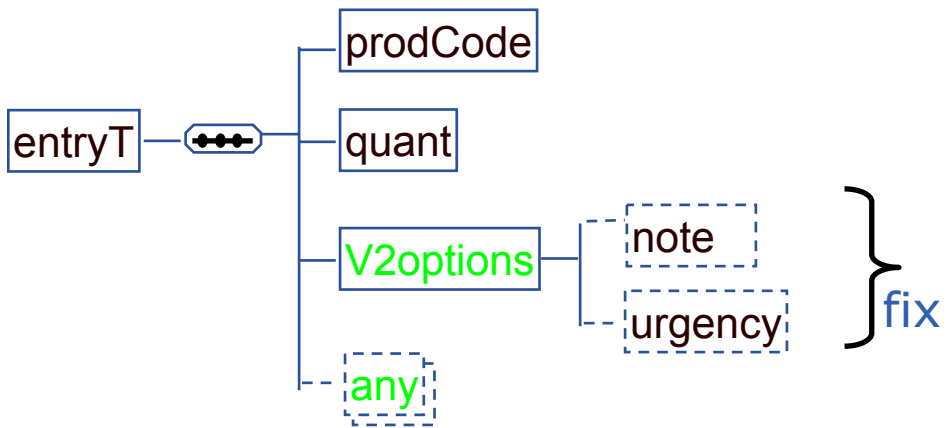 prodCode
entryT
quant
V2options
note
urgency
fix
any